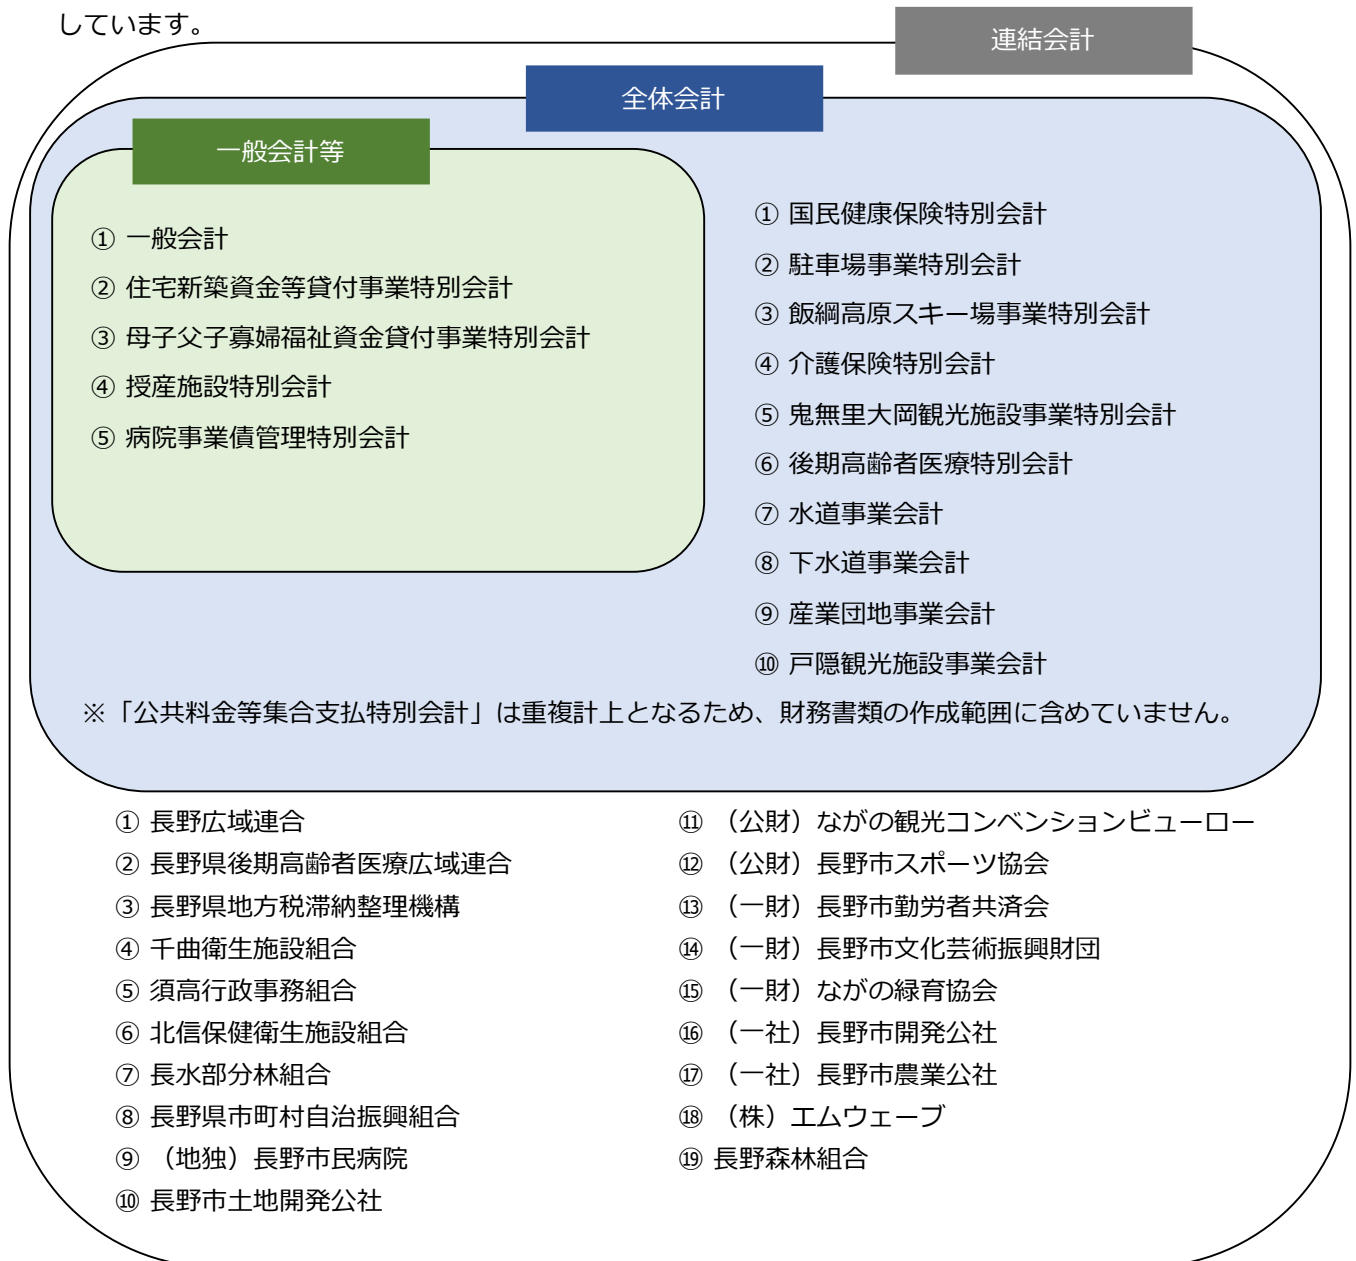 しています。
連結会計
全体会計
一般会計等
① 一般会計
② 住宅新築資金等貸付事業特別会計
③ 母子父子寡婦福祉資金貸付事業特別会計
④ 授産施設特別会計
⑤ 病院事業債管理特別会計
① 国民健康保険特別会計
② 駐車場事業特別会計
③ 飯綱高原スキー場事業特別会計
④ 介護保険特別会計
⑤ 鬼無里大岡観光施設事業特別会計
⑥ 後期高齢者医療特別会計
⑦ 水道事業会計
⑧ 下水道事業会計
⑨ 産業団地事業会計
⑩ 戸隠観光施設事業会計
※「公共料金等集合支払特別会計」は重複計上となるため、財務書類の作成範囲に含めていません。
① 長野広域連合
② 長野県後期高齢者医療広域連合
③ 長野県地方税滞納整理機構
④ 千曲衛生施設組合
⑤ 須高行政事務組合
⑥ 北信保健衛生施設組合
⑦ 長水部分林組合
⑧ 長野県市町村自治振興組合
⑨ （地独）長野市民病院
⑩ 長野市土地開発公社
⑪ （公財）ながの観光コンベンションビューロー
⑫ （公財）長野市スポーツ協会
⑬ （一財）長野市勤労者共済会
⑭ （一財）長野市文化芸術振興財団
⑮ （一財）ながの緑育協会
⑯ （一社）長野市開発公社
⑰ （一社）長野市農業公社
⑱ （株）エムウェーブ
⑲ 長野森林組合